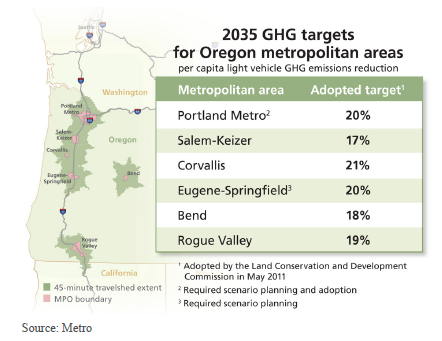 2035 GHG targets
for Oregon metropolitan areas
per capita light vehicle GHG emissions reduction
Metropolitan area Adopted target¹
Portland Metro² 20%
Salem-Keizer 17%
Corvallis 21%
Eugene-Springfield³ 20%
Bend 18%
Rogue Valley 19%
¹ Adopted by the Land Conservation and Development
Commission in May 2011
² Required scenario planning and adoption
³ Required scenario planning
Seattle
Washington
Portland
Metro
Salem-
Keizer
Corvallis
Oregon
Eugene-
Springfield
Bend
Rogue
Valley
California
45-minute travelshed extent
MPO boundary
Source: Metro